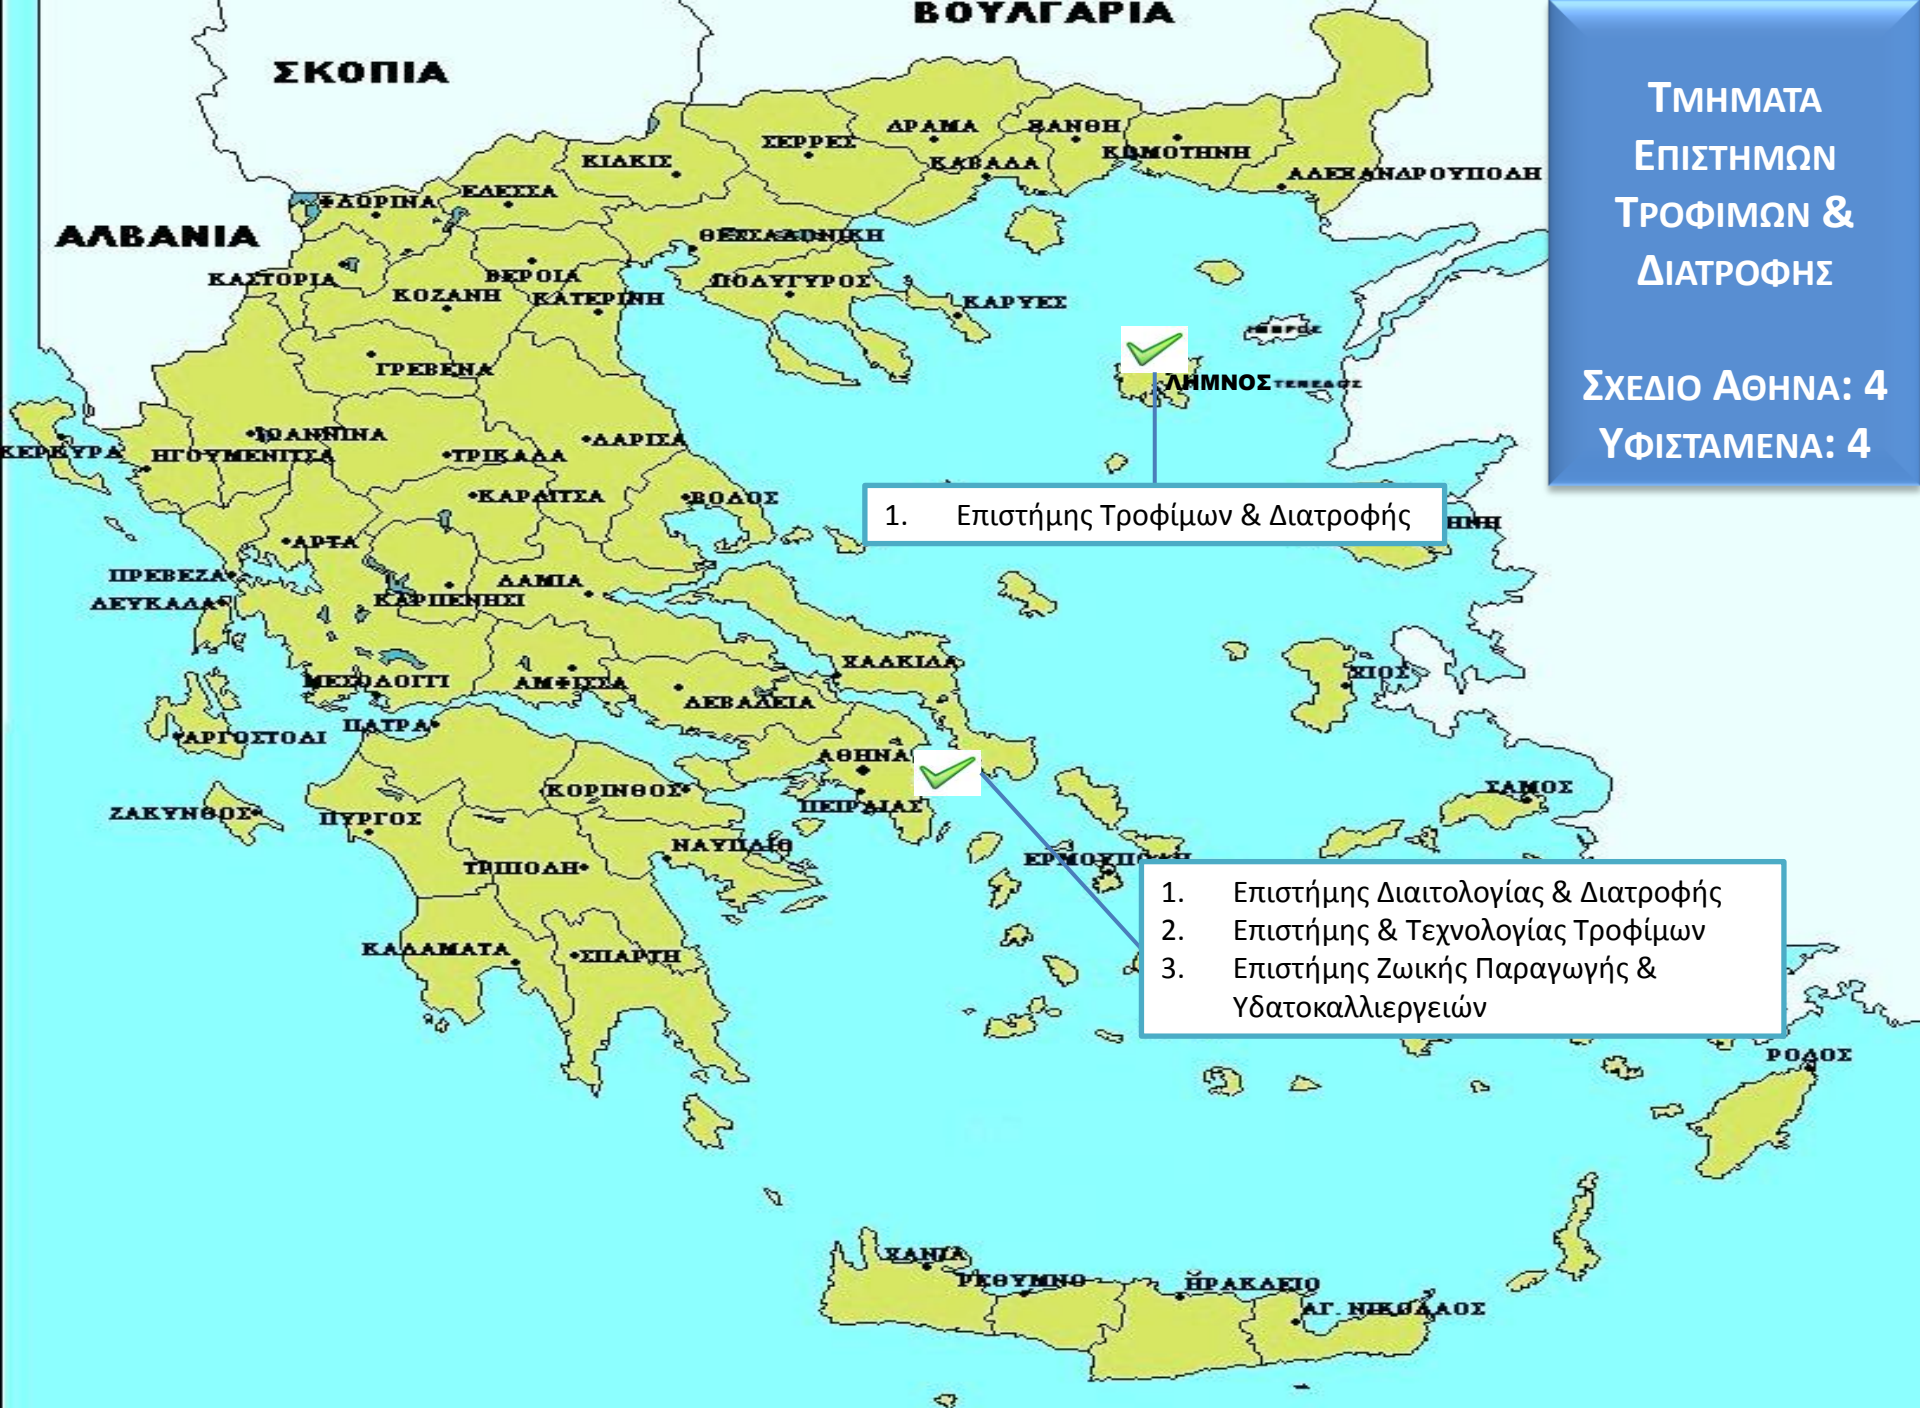 ΒΟΥΛΓΑΡΙΑ
ΣΚΟΠΙΑ
ΑΛΒΑΝΙΑ
ΤΜΗΜΑΤΑ
ΕΠΙΣΤΗΜΩΝ
ΤΡΟΦΙΜΩΝ &
ΔΙΑΤΡΟΦΗΣ
ΣΧΕΔΙΟ ΑΘΗΝΑ: 4
ΥΦΙΣΤΑΜΕΝΑ: 4
ΔΡΑΜΑ
ΞΑΝΘΗ
ΣΕΡΡΕΣ
ΚΑΒΑΛΑ
ΚΟΜΟΤΗΝΗ
ΚΙΛΚΙΣ
ΑΛΕΞΑΝΔΡΟΥΠΟΛΗ
ΕΔΕΣΣΑ
ΦΛΩΡΙΝΑ
ΘΕΣΣΑΛΟΝΙΚΗ
ΚΑΣΤΟΡΙΑ
ΒΕΡΟΙΑ
ΠΟΛΥΓΥΡΟΣ
ΚΟΖΑΝΗ
ΚΑΤΕΡΙΝΗ
ΚΑΡΥΕΣ
ΙΜΒΡΟΣ
ΓΡΕΒΕΝΑ
ΛΗΜΝΟΣ
ΤΕΝΕΔΟΣ
ΙΩΑΝΝΙΝΑ
ΛΑΡΙΣΑ
ΚΕΡΚΥΡΑ
ΗΓΟΥΜΕΝΙΤΣΑ
ΤΡΙΚΑΛΑ
ΚΑΡΔΙΤΣΑ
ΒΟΛΟΣ
1. Επιστήμης Τροφίμων & Διατροφής
ΗΝΗ
ΑΡΤΑ
ΠΡΕΒΕΖΑ
ΛΑΜΙΑ
ΛΕΥΚΑΔΑ
ΚΑΡΠΕΝΗΣΙ
ΧΑΛΚΙΔΑ
ΧΙΟΣ
ΜΕΣΟΛΟΓΓΙ
ΑΜΦΙΣΣΑ
ΛΕΒΑΔΕΙΑ
ΠΑΤΡΑ
ΑΡΓΟΣΤΟΛΙ
ΑΘΗΝΑ
ΚΟΡΙΝΘΟΣ
ΣΑΜΟΣ
ΠΕΙΡΑΙΑΣ
ΖΑΚΥΝΘΟΣ
ΠΥΡΓΟΣ
ΝΑΥΠΛΙΟ
ΕΡΜΟΥΠΟΛΗ
ΤΡΙΠΟΛΗ
1. Επιστήμης Διαιτολογίας & Διατροφής
2. Επιστήμης & Τεχνολογίας Τροφίμων
3. Επιστήμης Ζωικής Παραγωγής &
Υδατοκαλλιεργειών
ΚΑΛΑΜΑΤΑ
ΣΠΑΡΤΗ
ΡΟΔΟΣ
ΧΑΝΙΑ
ΡΕΘΥΜΝΟ
ΗΡΑΚΛΕΙΟ
ΑΓ. ΝΙΚΟΛΑΟΣ